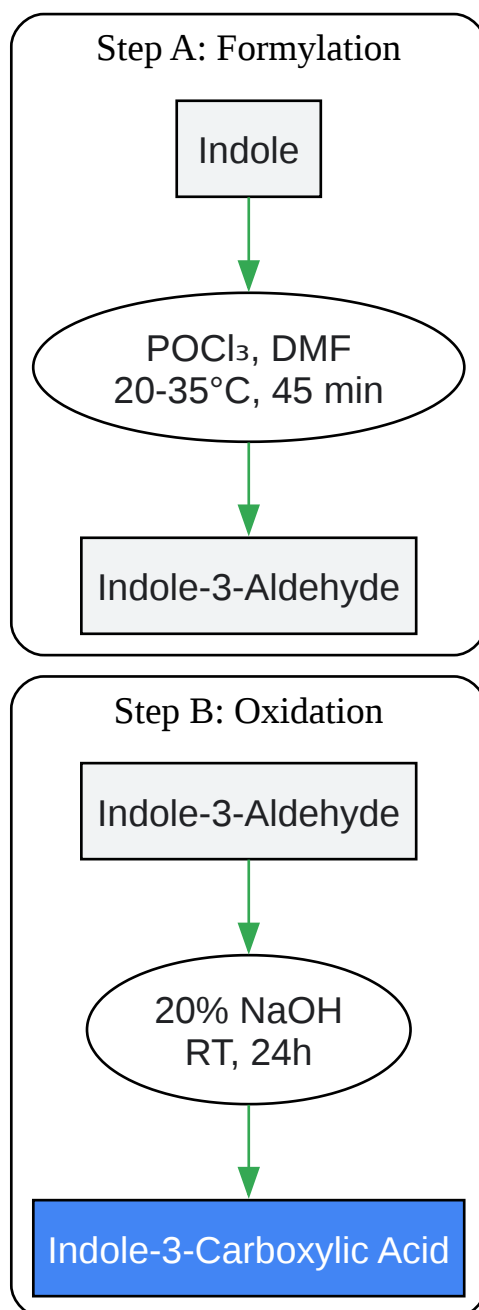 Step A: Formylation
Indole
POCl₃, DMF
20-35°C, 45 min
Indole-3-Aldehyde
Step B: Oxidation
Indole-3-Aldehyde
20% NaOH
RT, 24h
Indole-3-Carboxylic Acid